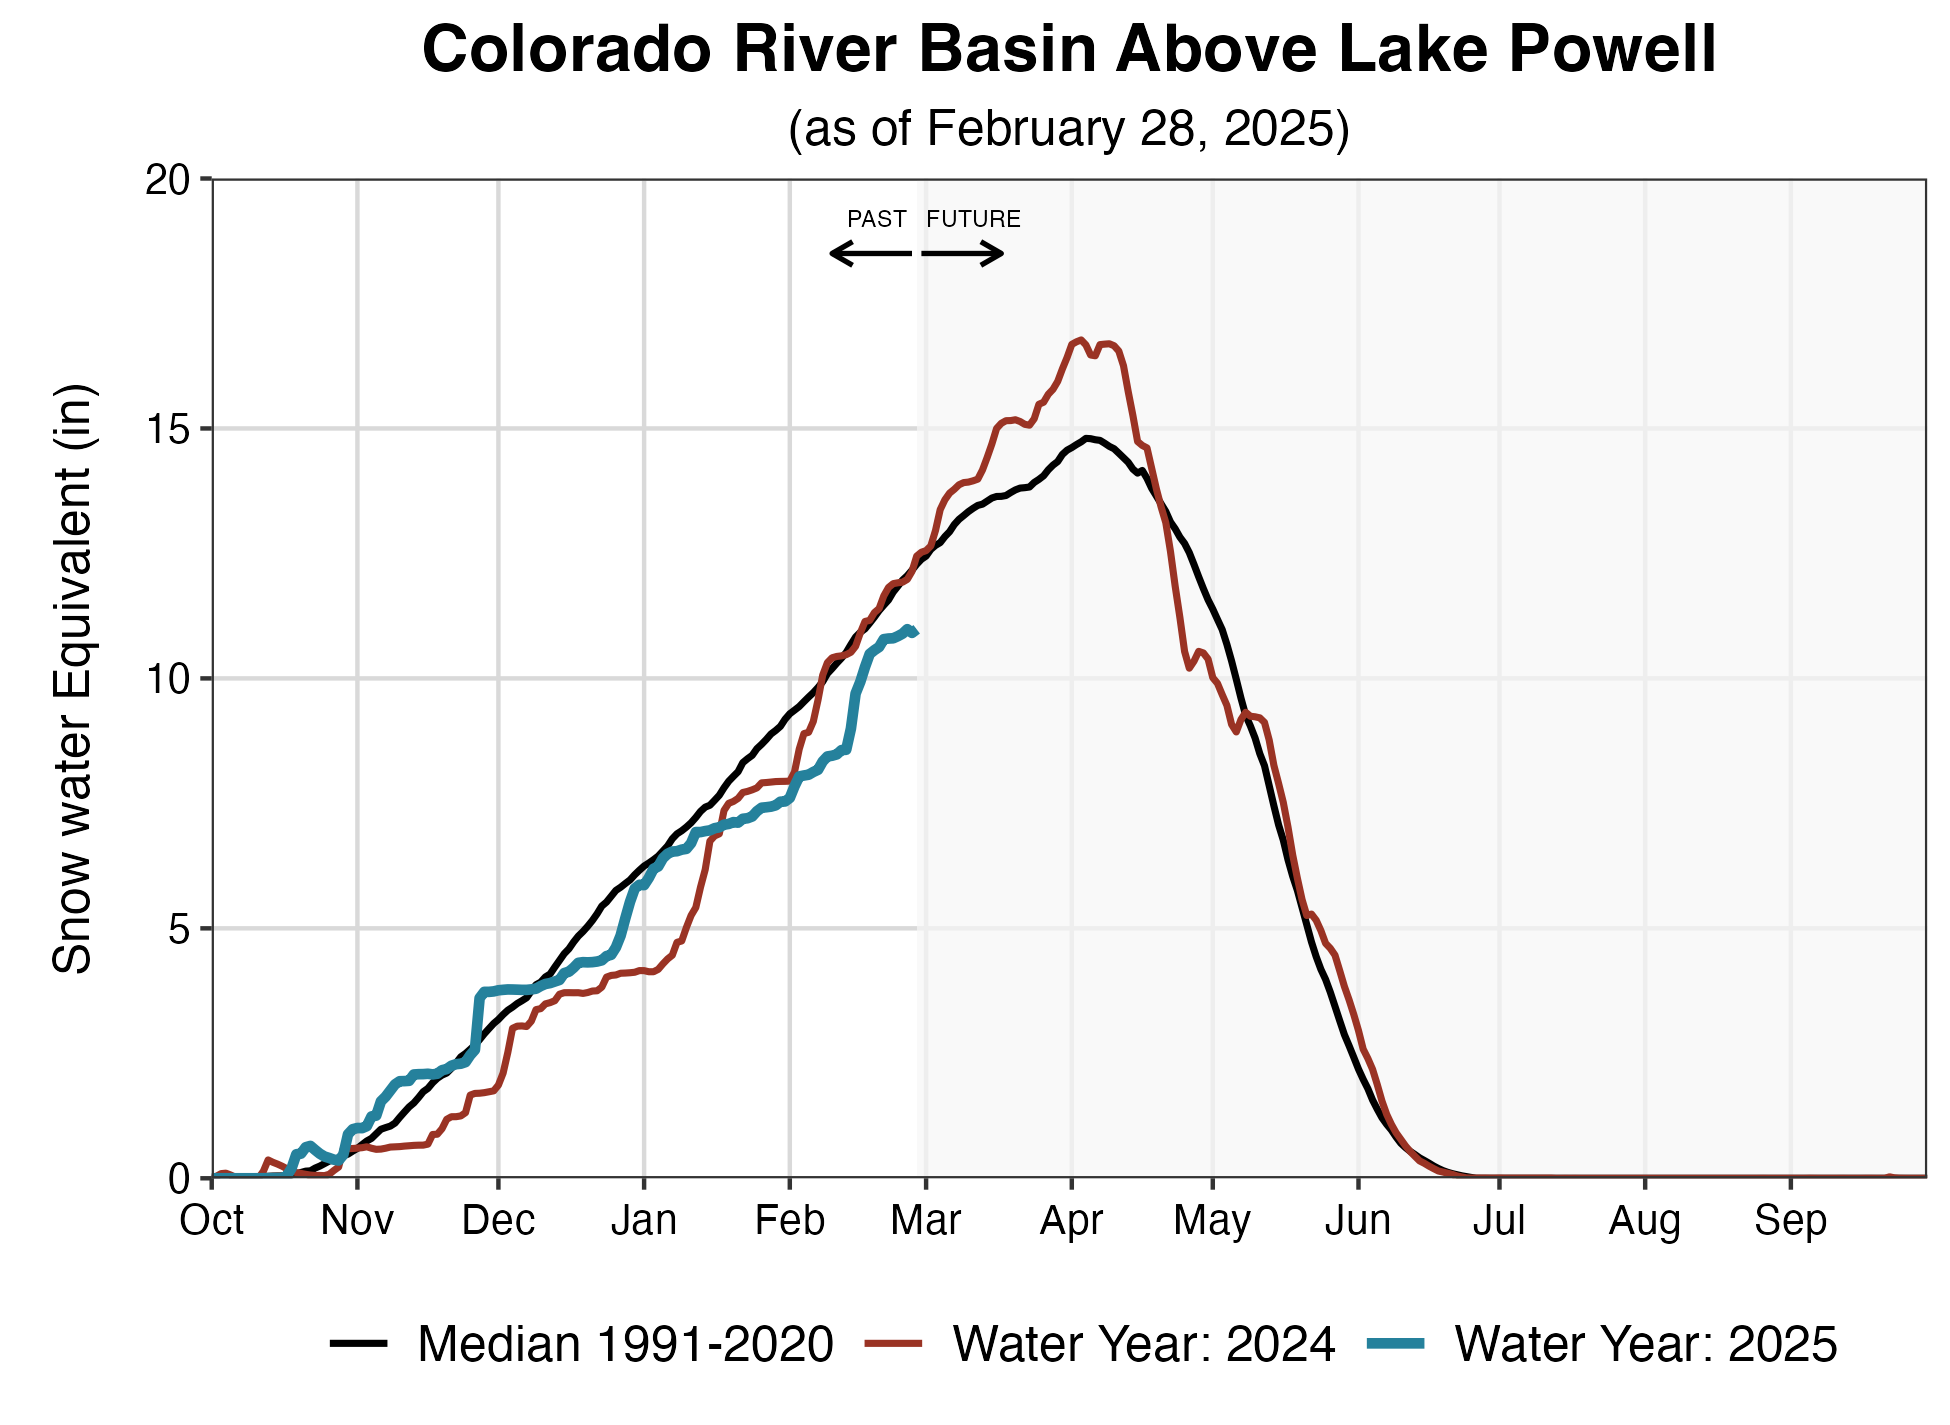 Colorado River Basin Above Lake Powell
(as of February 28, 2025)
20
PAST FUTURE
15
10
5
0
Snow water Equivalent (in)
Oct Nov Dec Jan Feb Mar Apr May Jun Jul Aug Sep
Median 1991-2020 Water Year: 2024 Water Year: 2025